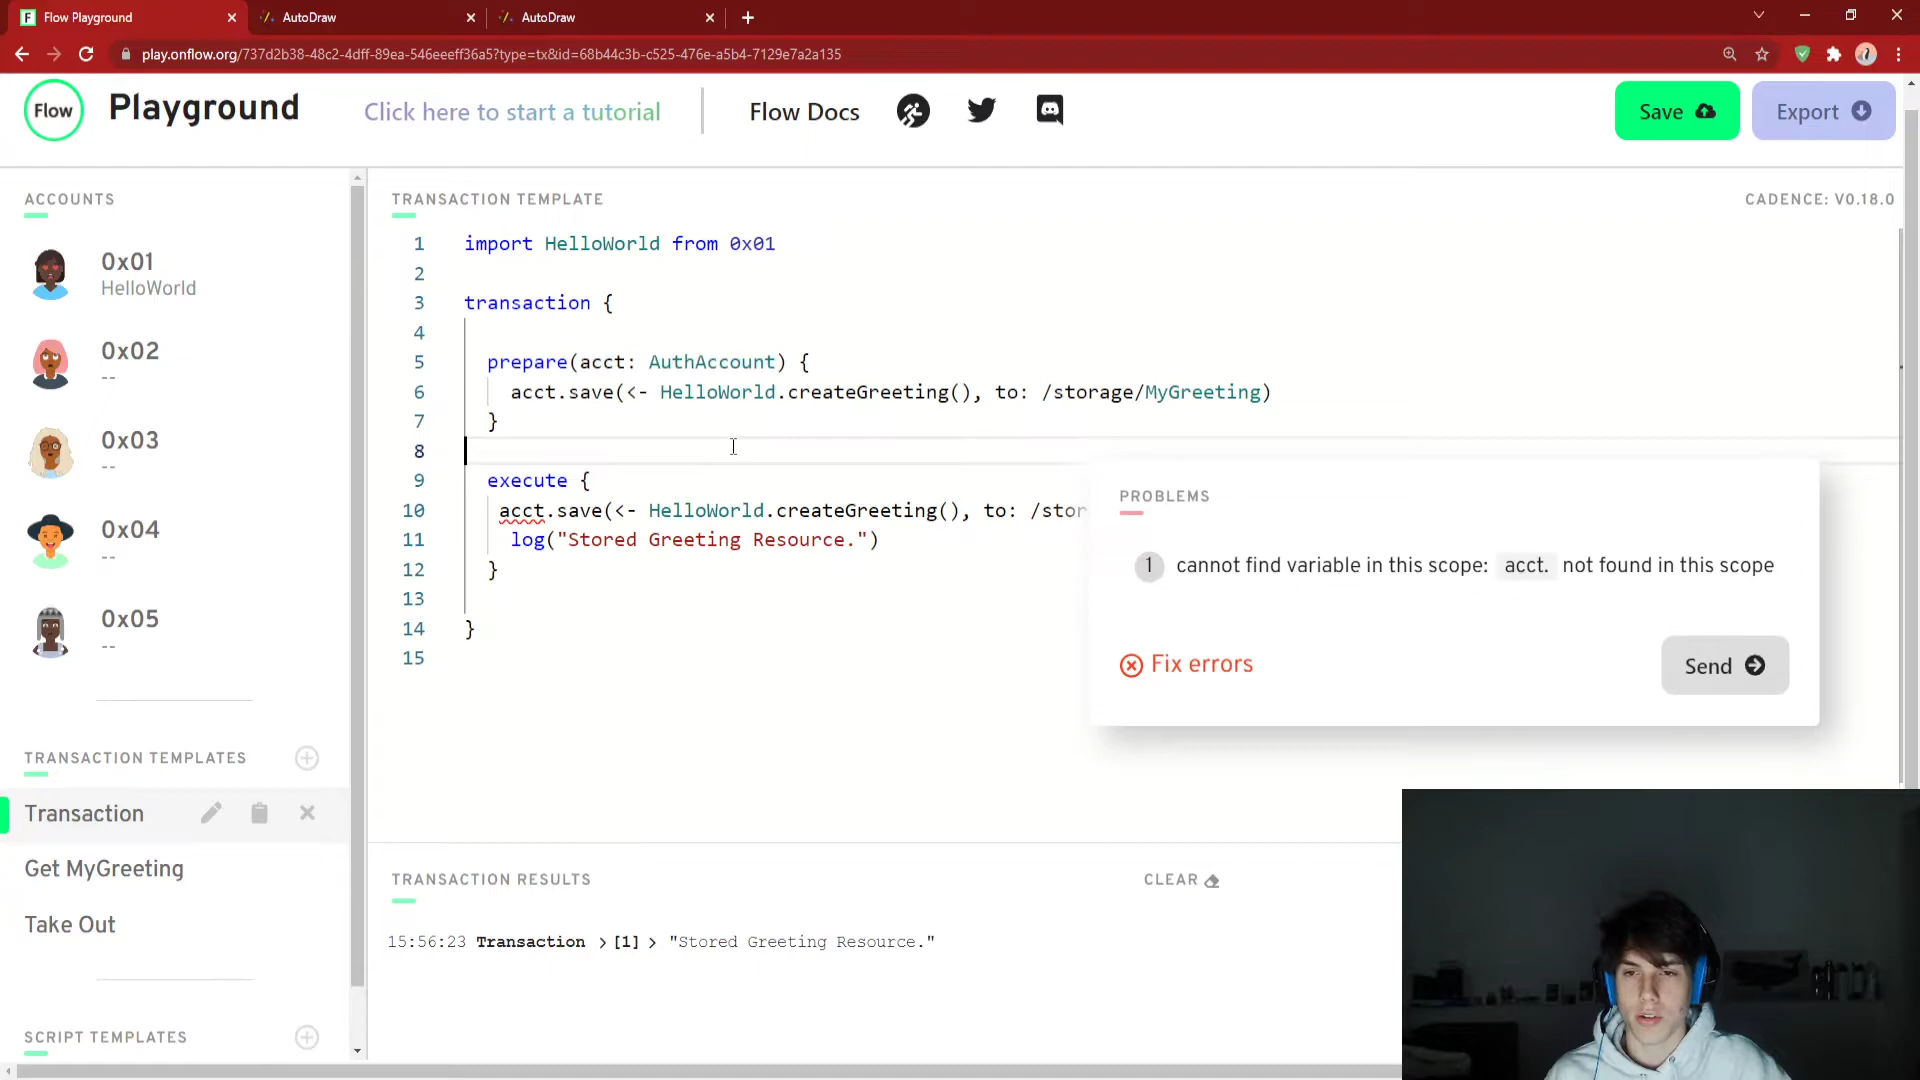 Flow Playground
AutoDraw
AutoDraw
play.onflow.org/737d2b38-48c2-4dff-89ea-546eeeff36a5?type=tx&id=68b44c3b-c525-476e-a5b4-7129e7a2a135
Flow
Playground
Click here to start a tutorial
Flow Docs
Save
Export
ACCOUNTS
0x01
HelloWorld
0x02
--
0x03
--
0x04
--
0x05
--
TRANSACTION TEMPLATES
Transaction
Get MyGreeting
Take Out
SCRIPT TEMPLATES
TRANSACTION TEMPLATE
CADENCE: V0.18.0
1 import HelloWorld from 0x01
2
3 transaction {
4
5 prepare(acct: AuthAccount) {
6 acct.save(<- HelloWorld.createGreeting(), to: /storage/MyGreeting)
7 }
8
9 execute {
10 acct.save(<- HelloWorld.createGreeting(), to: /stor
11 log("Stored Greeting Resource.")
12 }
13
14 }
15
PROBLEMS
1 cannot find variable in this scope: acct. not found in this scope
Fix errors
Send
TRANSACTION RESULTS
CLEAR
15:56:23 Transaction > [1] > "Stored Greeting Resource."